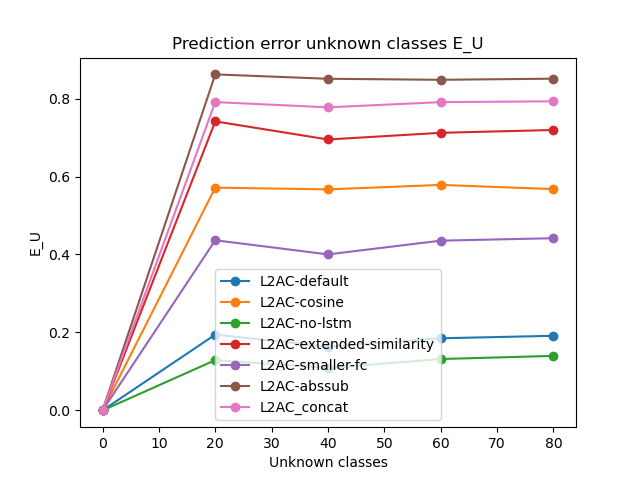 Prediction error unknown classes E_U
E_U
0.8
0.6
0.4
0.2
0.0
L2AC-default
L2AC-cosine
L2AC-no-lstm
L2AC-extended-similarity
L2AC-smaller-fc
L2AC-abssub
L2AC_concat
0 10 20 30 40 50 60 70 80
Unknown classes